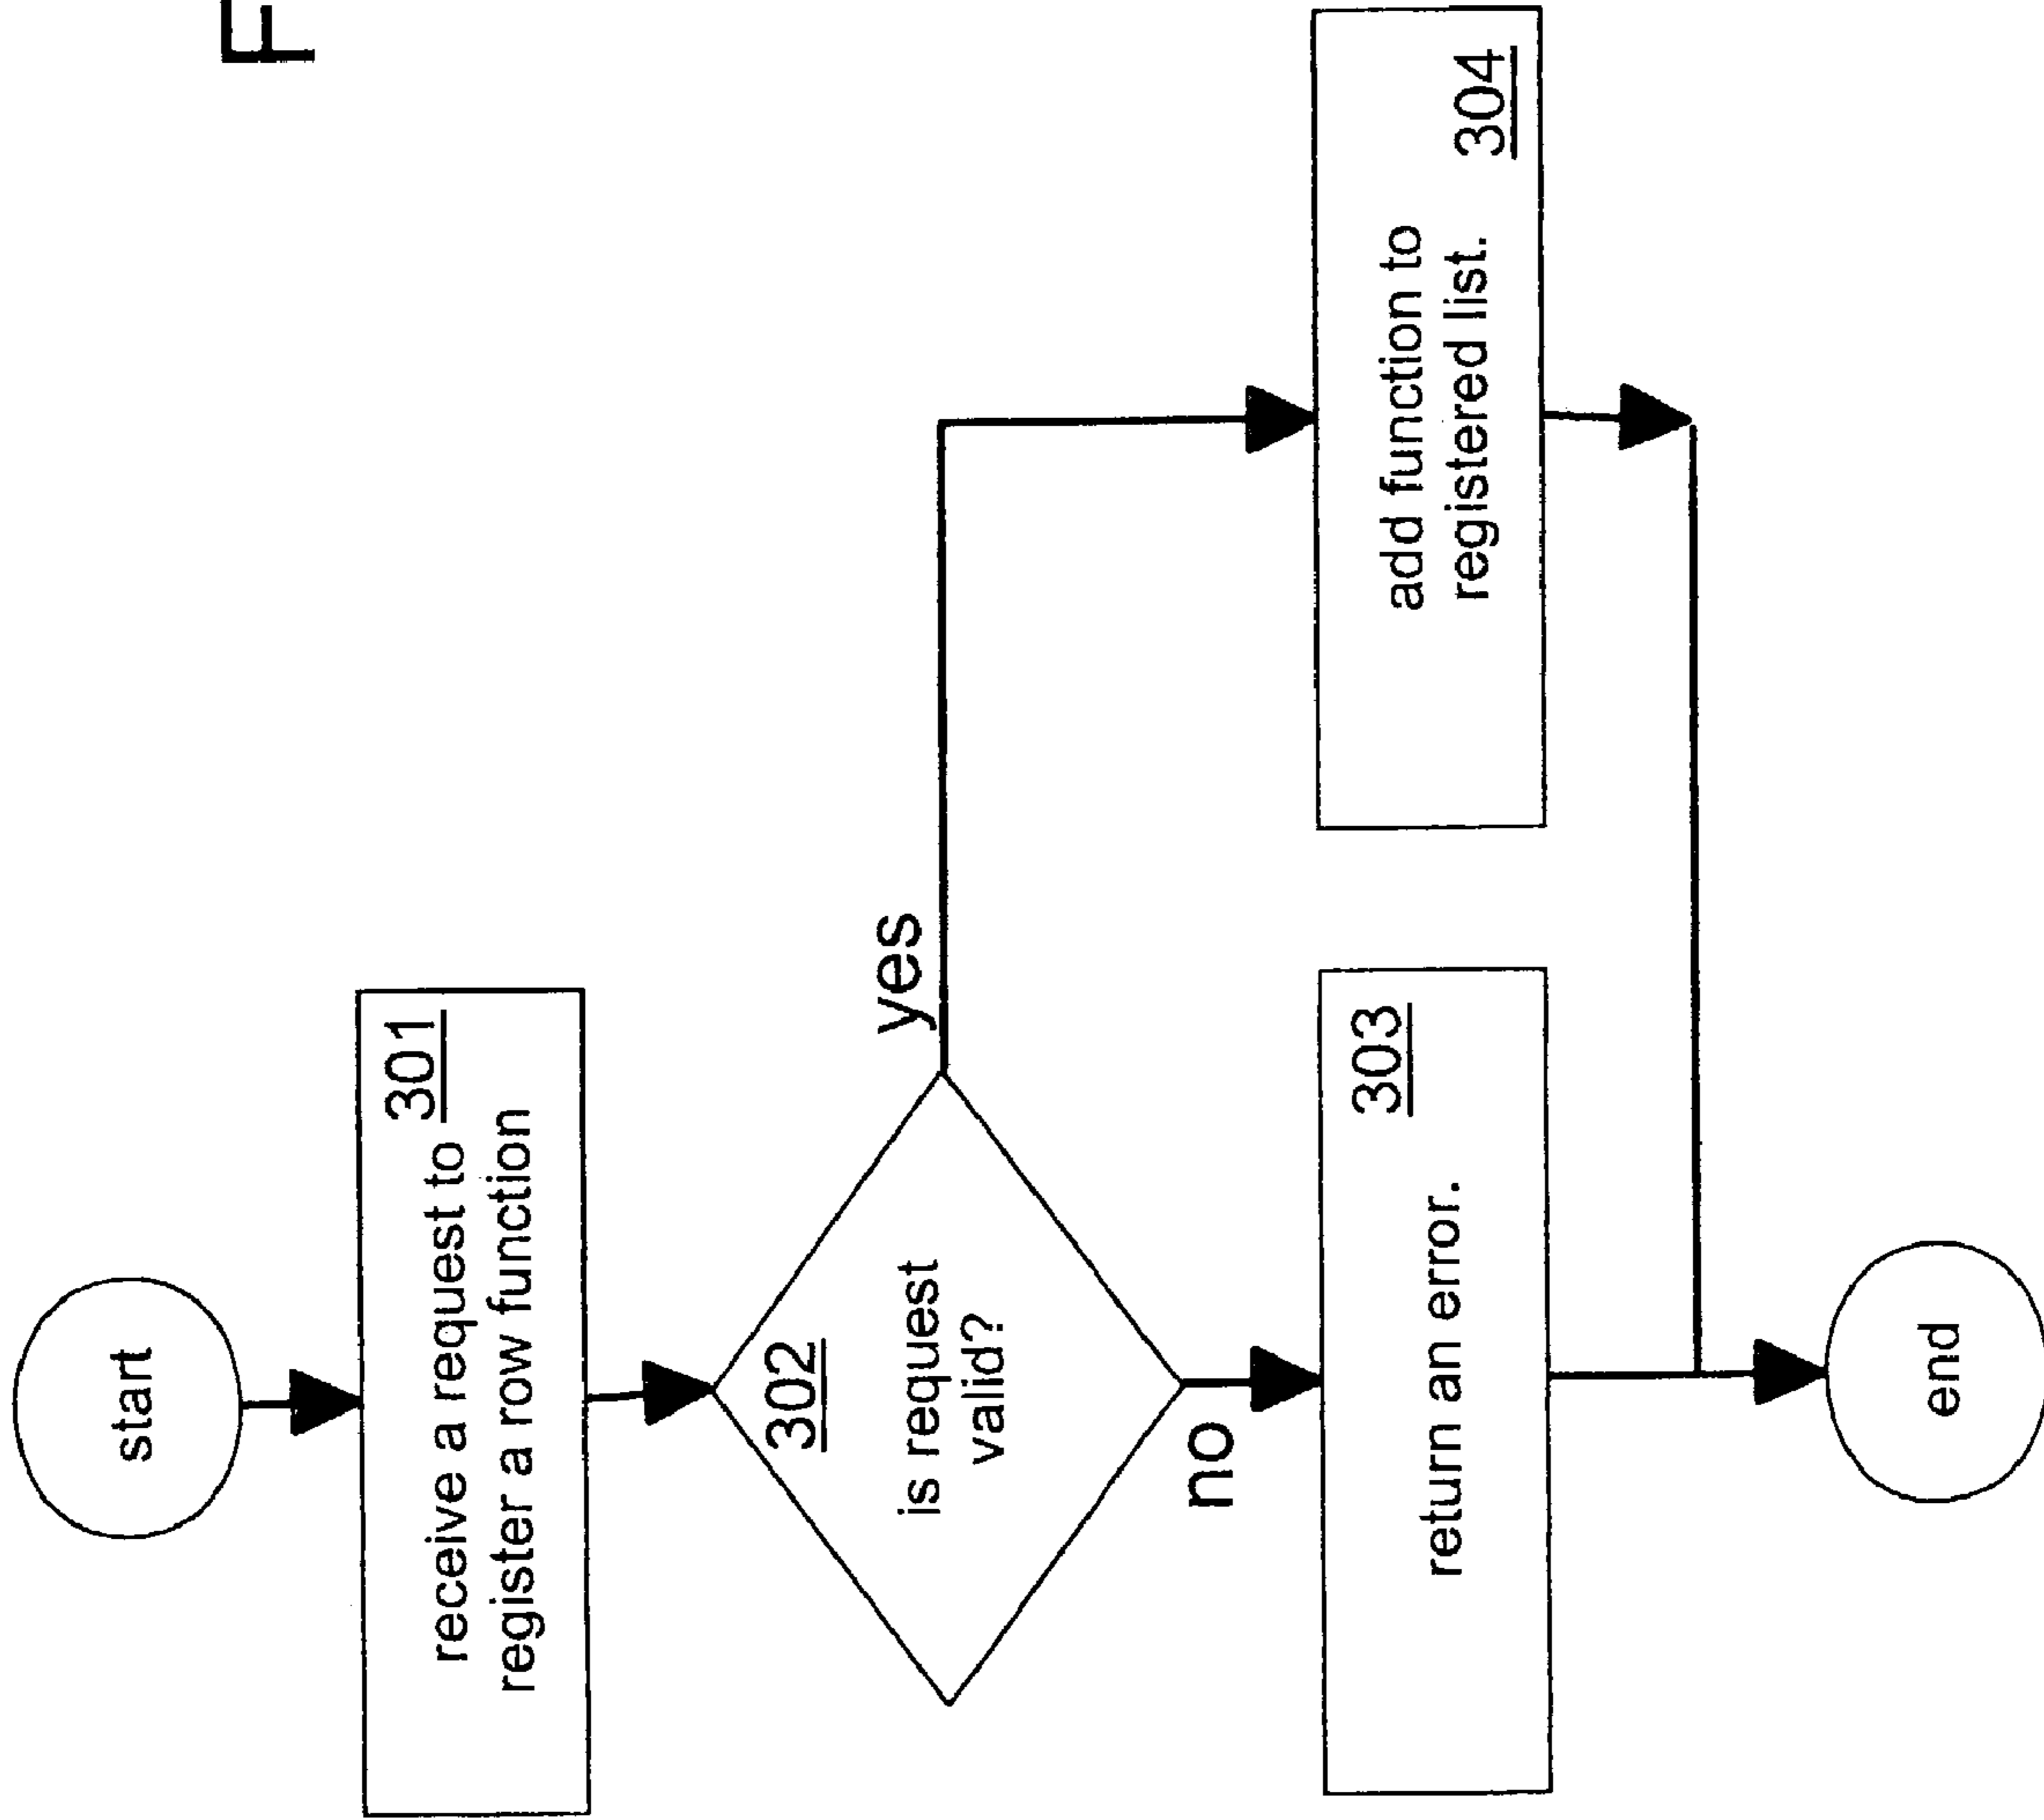 F
start
receive a request to 301
register a row function
302
is request
valid?
yes
no
303
return an error.
add function to
registered list. 304
end